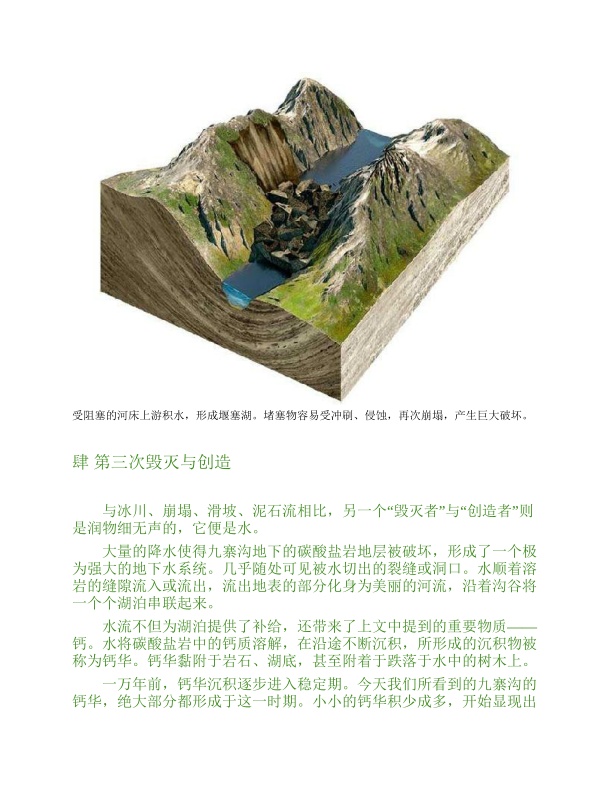 受阻塞的河床上游积水，形成堰塞湖。堵塞物容易受冲刷、侵蚀，再次崩塌，产生巨大破坏。
肆 第三次毁灭与创造
与冰川、崩塌、滑坡、泥石流相比，另一个“毁灭者”与“创造者”则
是润物细无声的，它便是水。
大量的降水使得九寨沟地下的碳酸盐岩地层被破坏，形成了一个极
为强大的地下水系统。几乎随处可见被水切出的裂缝或洞口。水顺着溶
岩的缝隙流入或流出，流出地表的部分化身为美丽的河流，沿着沟谷将
一个个湖泊串联起来。
水流不但为湖泊提供了补给，还带来了上文中提到的重要物质——
钙。水将碳酸盐岩中的钙质溶解，在沿途不断沉积，所形成的沉积物被
称为钙华。钙华黏附于岩石、湖底，甚至附着于跌落于水中的树木上。
一万年前，钙华沉积逐步进入稳定期。今天我们所看到的九寨沟的
钙华，绝大部分都形成于这一时期。小小的钙华积少成多，开始显现出